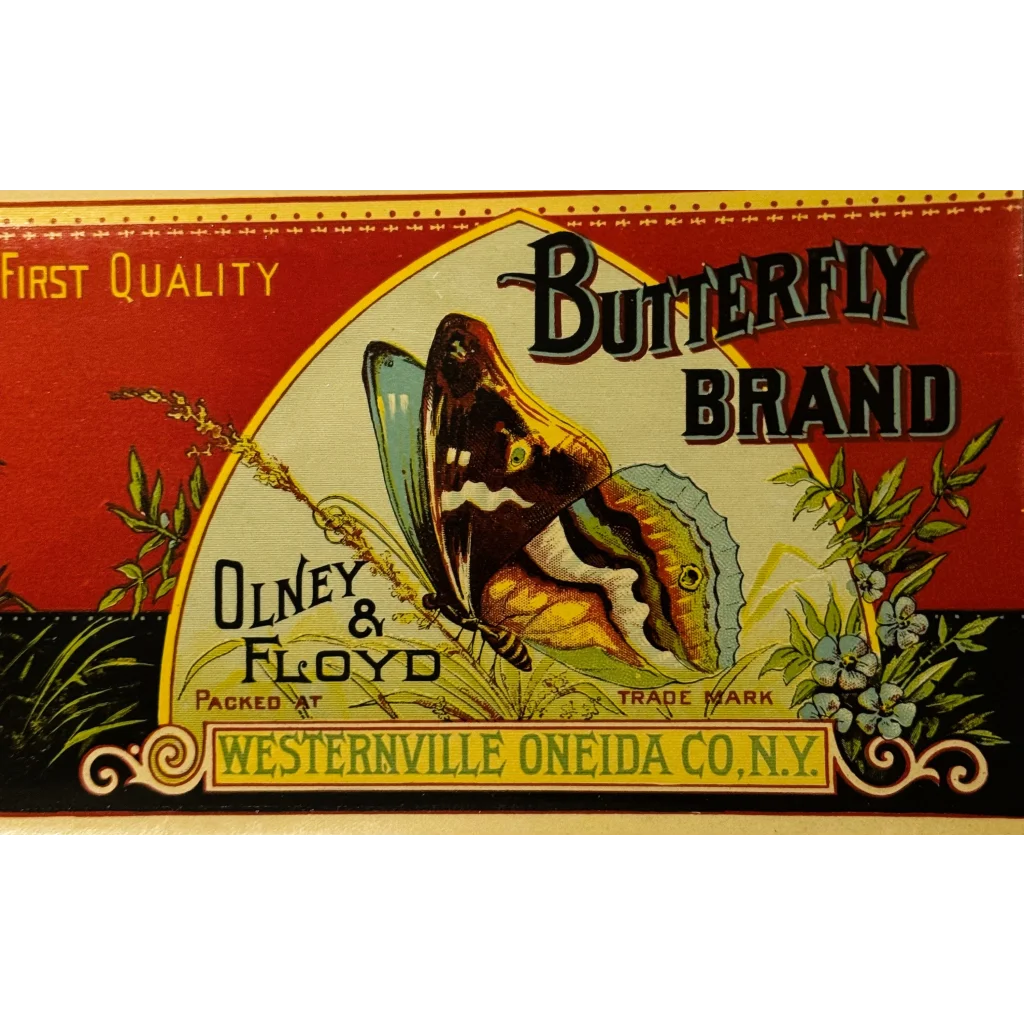 FIRST QUALITY
BUTTERFLY
BRAND
OLNEY
&
FLOYD
PACKED AT
TRADE MARK
WESTERNVILLE ONEIDA CO., N.Y.